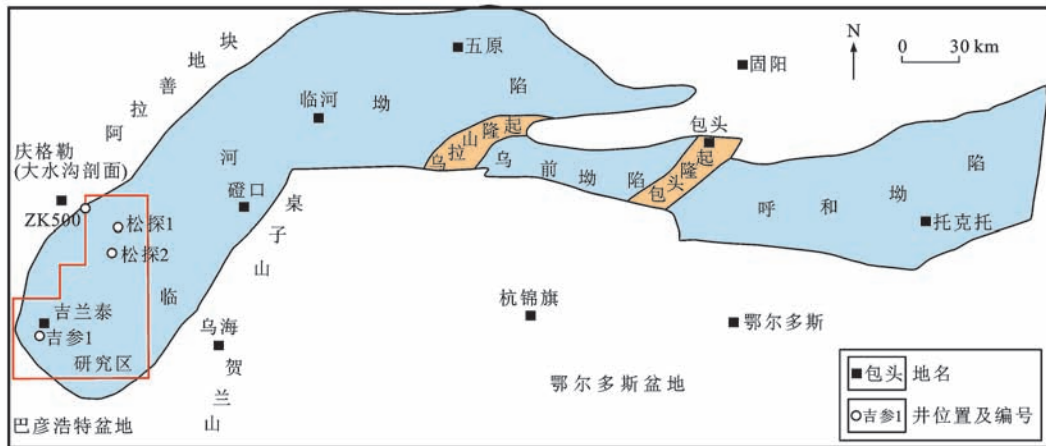 阿拉善地块
五原
固阳
N
0 30 km
临河
临河坳陷
乌拉山隆起
包头
包头隆起
乌前坳陷
呼和坳陷
托克托
庆格勒
(大水沟剖面)
ZK500
松探1
松探2
磴口
桌子山
吉兰泰
吉参1
研究区
乌海
贺兰山
杭锦旗
鄂尔多斯
鄂尔多斯盆地
巴彦浩特盆地
包头 地名
吉参1 井位置及编号